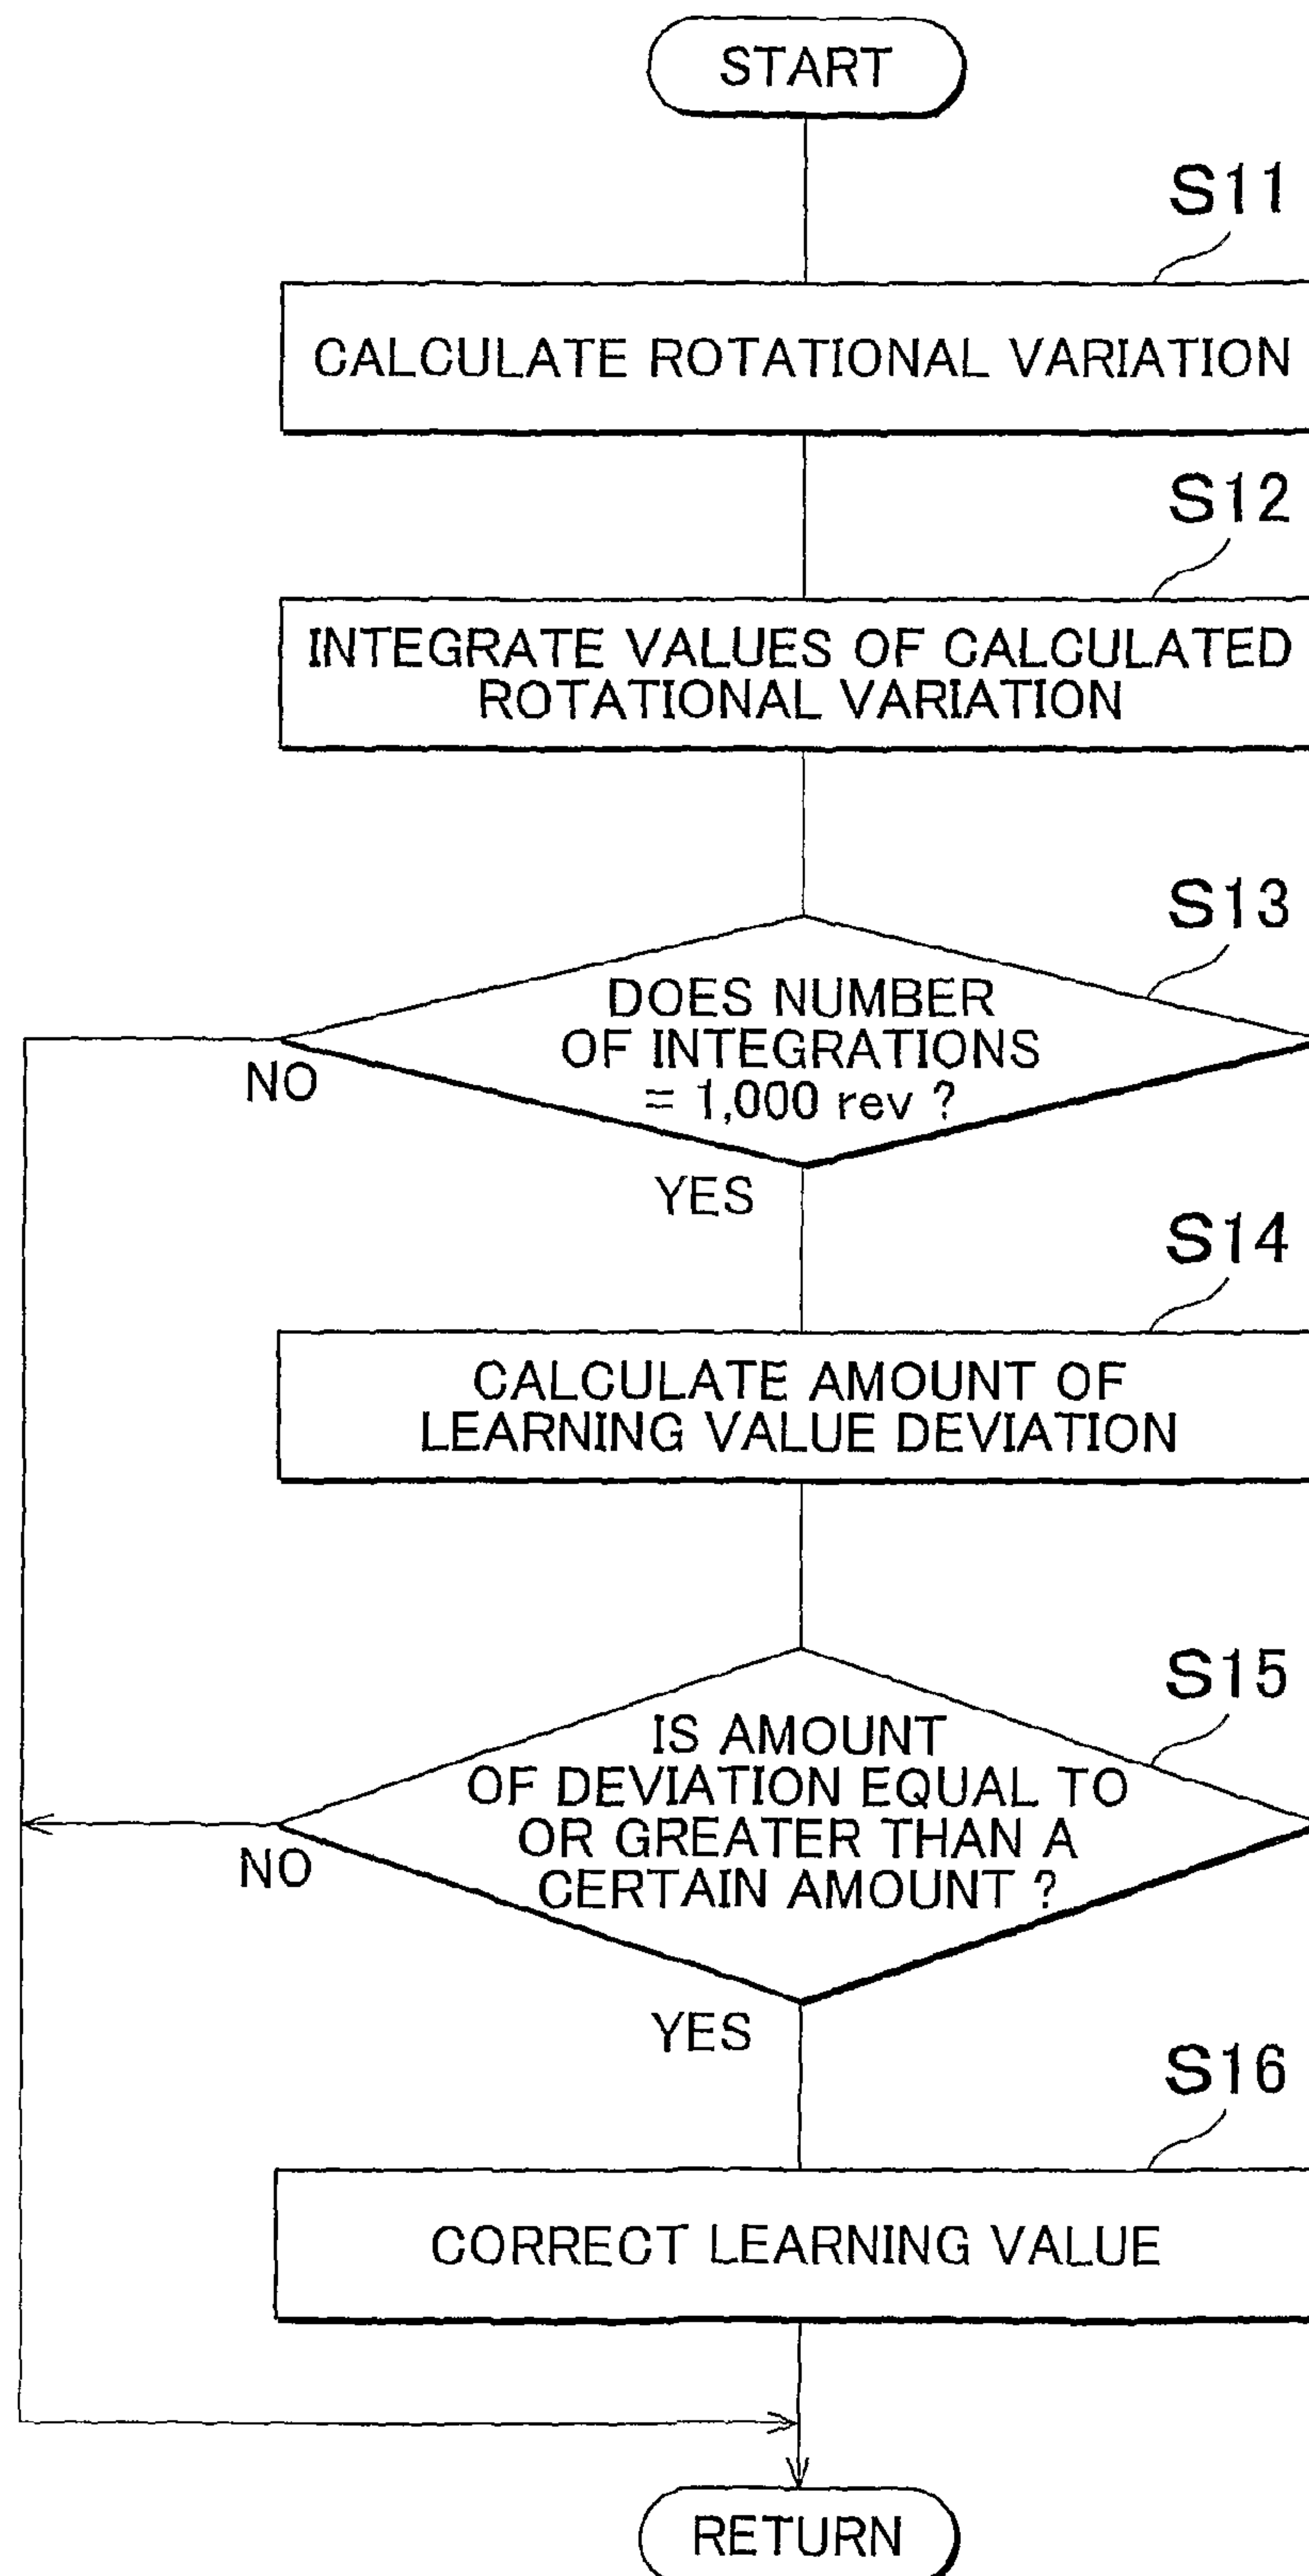 START
S11
CALCULATE ROTATIONAL VARIATION
S12
INTEGRATE VALUES OF CALCULATED
ROTATIONAL VARIATION
S13
DOES NUMBER
OF INTEGRATIONS
= 1,000 rev ?
NO
YES
S14
CALCULATE AMOUNT OF
LEARNING VALUE DEVIATION
S15
IS AMOUNT
OF DEVIATION EQUAL TO
OR GREATER THAN A
CERTAIN AMOUNT ?
NO
YES
S16
CORRECT LEARNING VALUE
RETURN